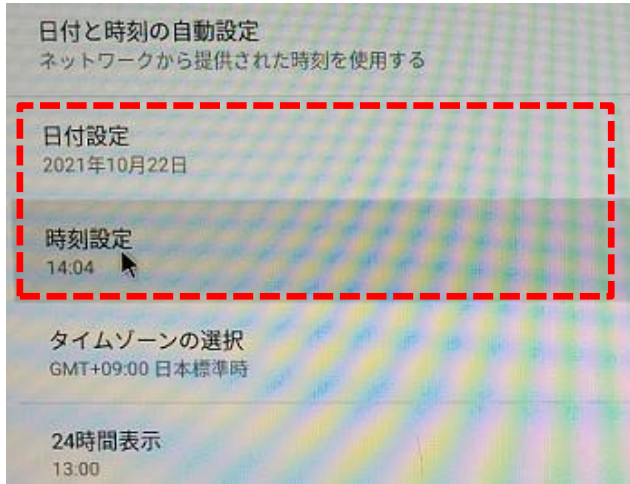 日付と時刻の自動設定
ネットワークから提供された時刻を使用する
日付設定
2021年10月22日
時刻設定
14:04
タイムゾーンの選択
GMT+09:00 日本標準時
24時間表示
13:00